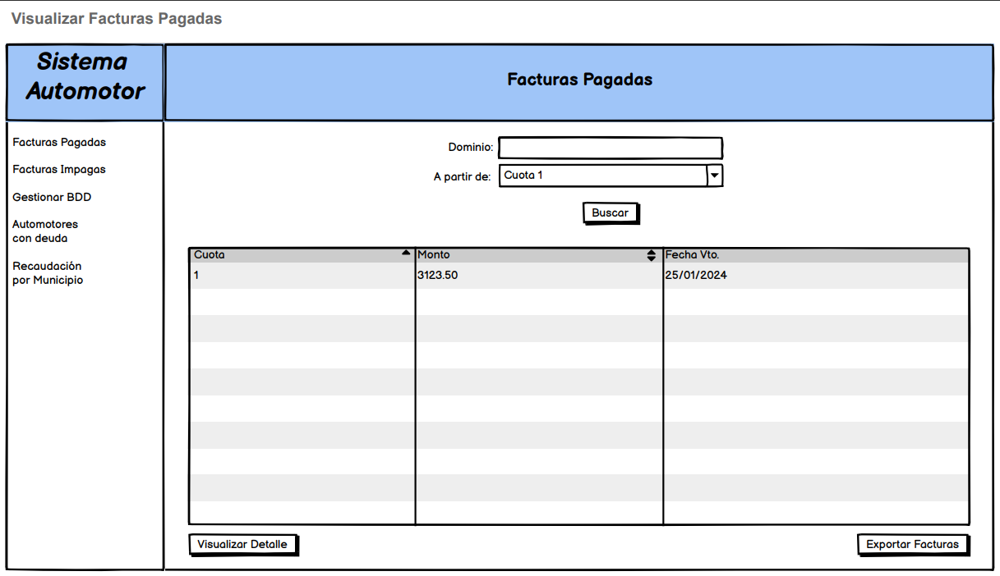 Visualizar Facturas Pagadas
Sistema
Automotor
Facturas Pagadas
Facturas Pagadas
Facturas Impagas
Gestionar BDD
Automotores
con deuda
Recaudación
por Municipio
Dominio:
A partir de: Cuota 1
Buscar
Cuota Monto Fecha Vto.
1 3123.50 25/01/2024
Visualizar Detalle Exportar Facturas